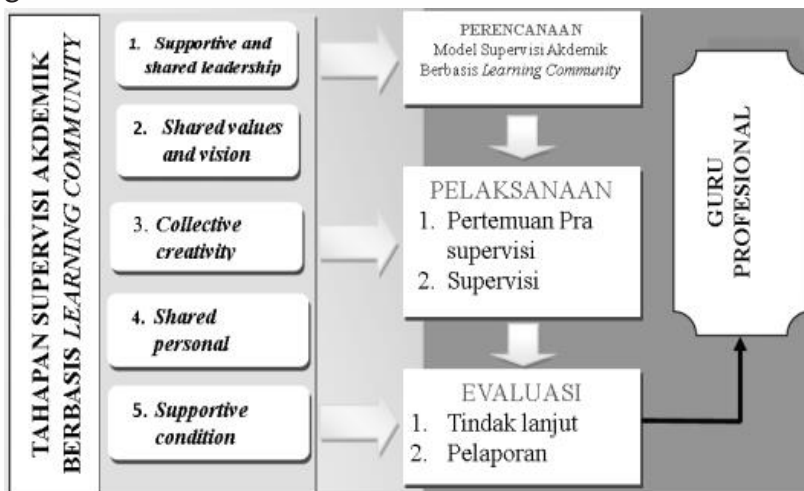 g
TAHAPAN SUPERVISI AKDEMIK
BERBASIS LEARNING COMMUNITY
1. Supportive and
shared leadership
2. Shared values
and vision
3. Collective
creativity
4. Shared
personal
5. Supportive
condition
PERENCANAAN
Model Supervisi Akdemik
Berbasis Learning Community
PELAKSANAAN
1. Pertemuan Pra
supervisi
2. Supervisi
EVALUASI
1. Tindak lanjut
2. Pelaporan
GURU
PROFESIONAL